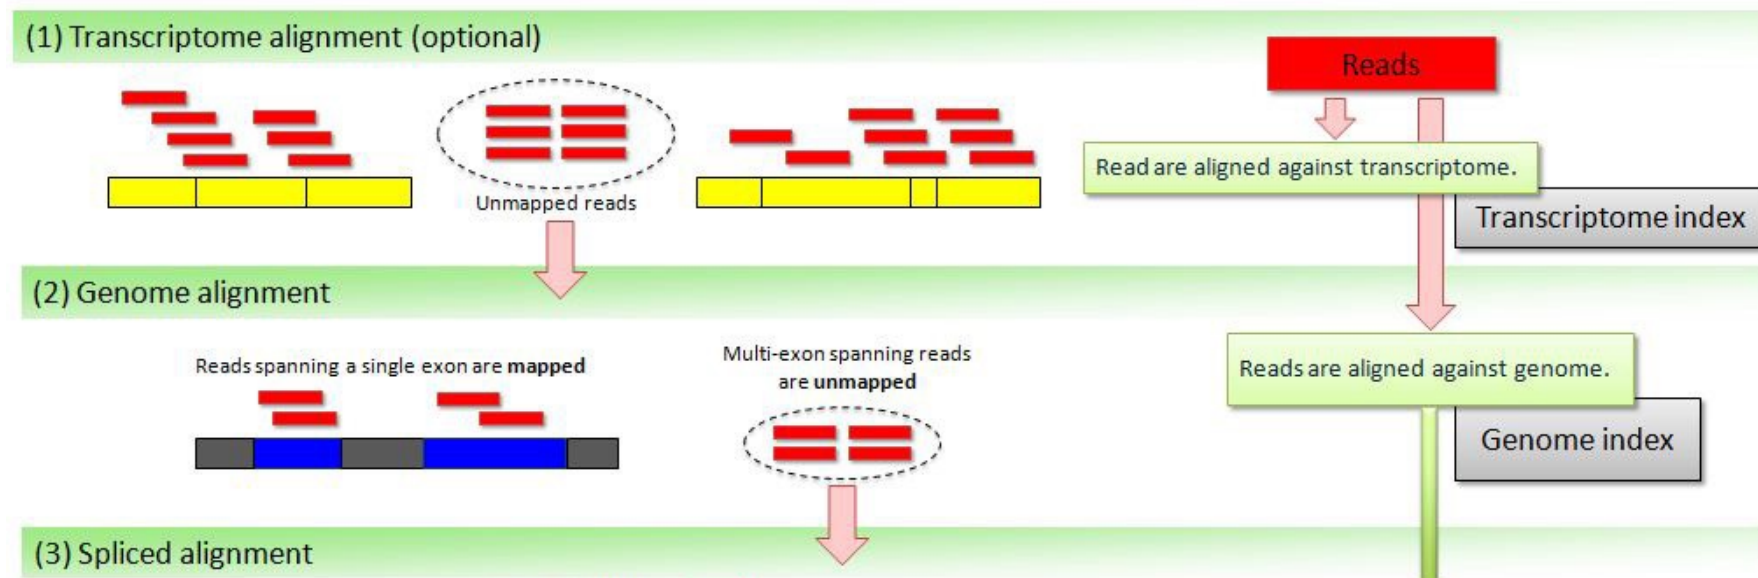 (1) Transcriptome alignment (optional)
Reads
Read are aligned against transcriptome.
Unmapped reads
Transcriptome index
(2) Genome alignment
Reads spanning a single exon are mapped
Multi-exon spanning reads
are unmapped
Reads are aligned against genome.
Genome index
(3) Spliced alignment